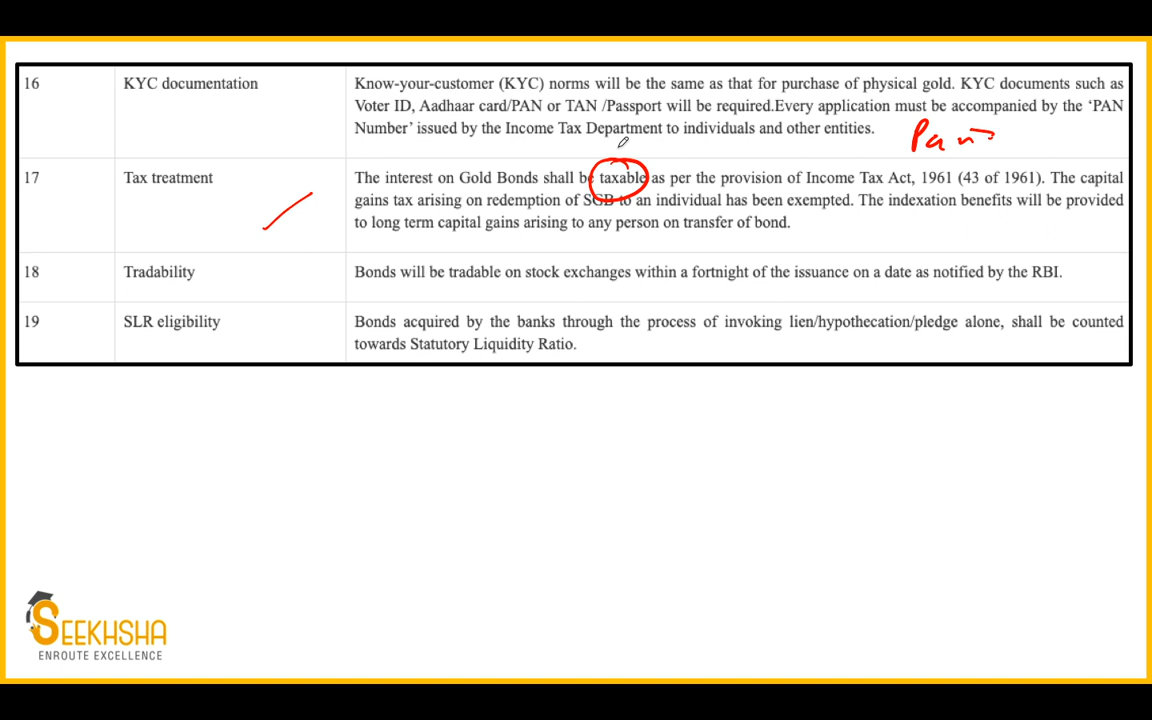 16 KYC documentation Know-your-customer (KYC) norms will be the same as that for purchase of physical gold. KYC documents such as
Voter ID, Aadhaar card/PAN or TAN /Passport will be required.Every application must be accompanied by the ‘PAN
Number’ issued by the Income Tax Department to individuals and other entities.
Pan
17 Tax treatment The interest on Gold Bonds shall be taxable as per the provision of Income Tax Act, 1961 (43 of 1961). The capital
gains tax arising on redemption of SGB to an individual has been exempted. The indexation benefits will be provided
to long term capital gains arising to any person on transfer of bond.
18 Tradability Bonds will be tradable on stock exchanges within a fortnight of the issuance on a date as notified by the RBI.
19 SLR eligibility Bonds acquired by the banks through the process of invoking lien/hypothecation/pledge alone, shall be counted
towards Statutory Liquidity Ratio.
SEEKHSHA
ENROUTE EXCELLENCE